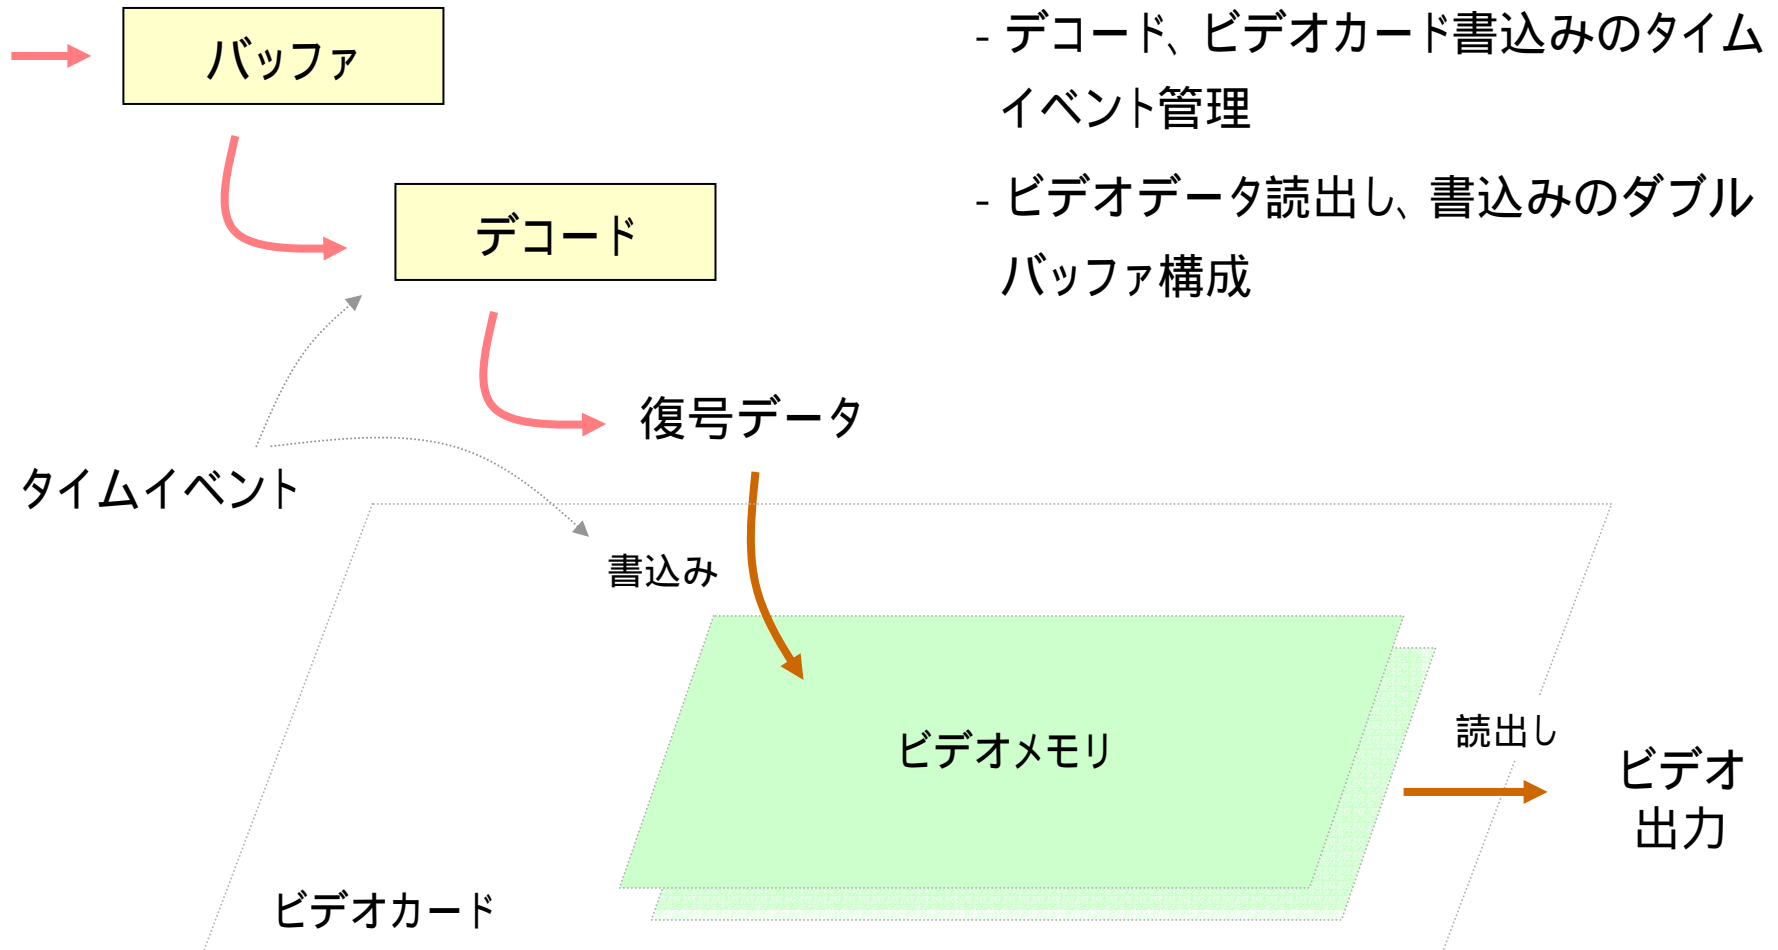 バッファ
- デコード、ビデオカード書込みのタイム
イベント管理
- ビデオデータ読出し、書込みのダブル
バッファ構成
デコード
復号データ
タイムイベント
書込み
ビデオメモリ
読出し
ビデオ
出力
ビデオカード